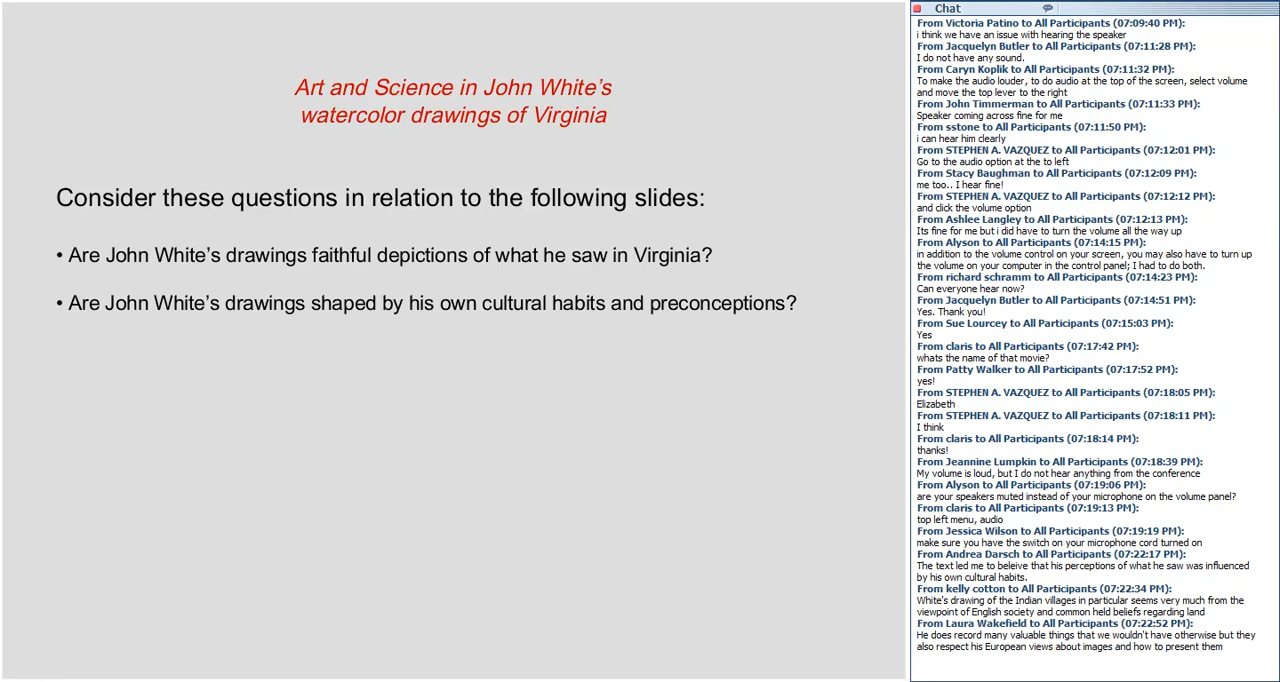 Art and Science in John White's
watercolor drawings of Virginia
Consider these questions in relation to the following slides:
• Are John White's drawings faithful depictions of what he saw in Virginia?
• Are John White's drawings shaped by his own cultural habits and preconceptions?
Chat
From Victoria Patino to All Participants (07:09:40 PM):
i think we have an issue with hearing the speaker
From Jacquelyn Butler to All Participants (07:11:28 PM):
I do not have any sound.
From Caryn Koplik to All Participants (07:11:32 PM):
To make the audio louder, to do audio at the top of the screen, select volume
and move the top lever to the right
From John Timmerman to All Participants (07:11:33 PM):
Speaker coming across fine for me
From sstone to All Participants (07:11:50 PM):
i can hear him clearly
From STEPHEN A. VAZQUEZ to All Participants (07:12:01 PM):
Go to the audio option at the to left
From Stacy Baughman to All Participants (07:12:09 PM):
me too.. I hear fine!
From STEPHEN A. VAZQUEZ to All Participants (07:12:12 PM):
and click the volume option
From Ashlee Langley to All Participants (07:12:13 PM):
Its fine for me but i did have to turn the volume all the way up
From Alyson to All Participants (07:14:15 PM):
in addition to the volume control on your screen, you may also have to turn up
the volume on your computer in the control panel; I had to do both.
From richard schramm to All Participants (07:14:23 PM):
Can everyone hear now?
From Jacquelyn Butler to All Participants (07:14:51 PM):
Yes. Thank you!
From Sue Lourcey to All Participants (07:15:03 PM):
Yes
From claris to All Participants (07:17:42 PM):
whats the name of that movie?
From Patty Walker to All Participants (07:17:52 PM):
yes!
From STEPHEN A. VAZQUEZ to All Participants (07:18:05 PM):
Elizabeth
From STEPHEN A. VAZQUEZ to All Participants (07:18:11 PM):
I think
From claris to All Participants (07:18:14 PM):
thanks!
From Jeannine Lumpkin to All Participants (07:18:39 PM):
My volume is loud, but I do not hear anything from the conference
From Alyson to All Participants (07:19:06 PM):
are your speakers muted instead of your microphone on the volume panel?
From claris to All Participants (07:19:13 PM):
top left menu, audio
From Jessica Wilson to All Participants (07:19:19 PM):
make sure you have the switch on your microphone cord turned on
From Andrea Darsch to All Participants (07:22:17 PM):
The text led me to beleive that his perceptions of what he saw was influenced
by his own cultural habits.
From kelly cotton to All Participants (07:22:34 PM):
White's drawing of the Indian villages in particular seems very much from the
viewpoint of English society and common held beliefs regarding land
From Laura Wakefield to All Participants (07:22:52 PM):
He does record many valuable things that we wouldn't have otherwise but they
also respect his European views about images and how to present them